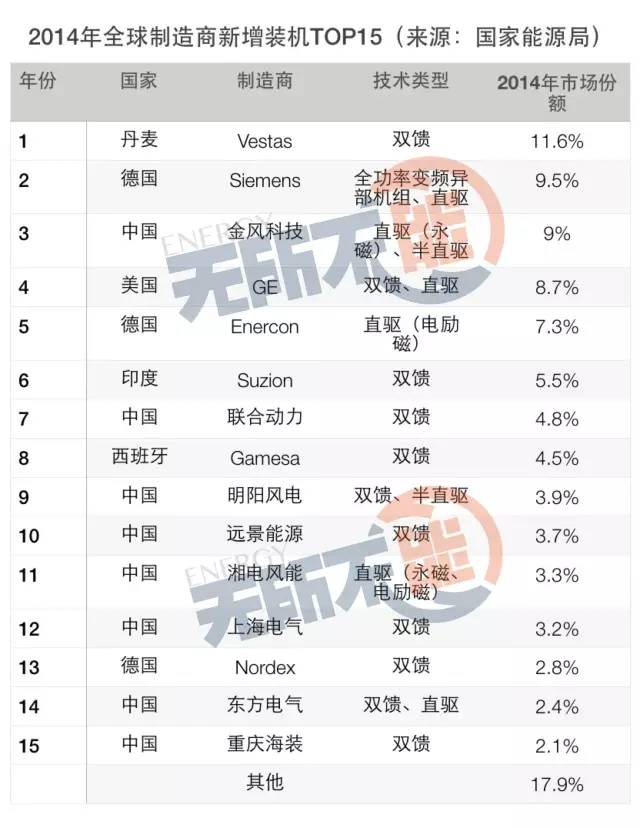 2014年全球制造商新增装机TOP15（来源：国家能源局）
年份 国家 制造商 技术类型 2014年市场份
额
1 丹麦 Vestas 双馈 11.6%
2 德国 Siemens 全功率变频异
部机组、直驱 9.5%
3 中国 金风科技 直驱（永
磁）、半直驱 9%
4 美国 GE 双馈、直驱 8.7%
5 德国 Enercon 直驱（电励
磁） 7.3%
6 印度 Suzion 双馈 5.5%
7 中国 联合动力 双馈 4.8%
8 西班牙 Gamesa 双馈 4.5%
9 中国 明阳风电 双馈、半直驱 3.9%
10 中国 远景能源 双馈 3.7%
11 中国 湘电风能 直驱（永磁、
电励磁） 3.3%
12 中国 上海电气 双馈 3.2%
13 德国 Nordex 双馈 2.8%
14 中国 东方电气 双馈、直驱 2.4%
15 中国 重庆海装 双馈 2.1%
其他 17.9%
ENERGY
无所不能
ENERGY
无所不能